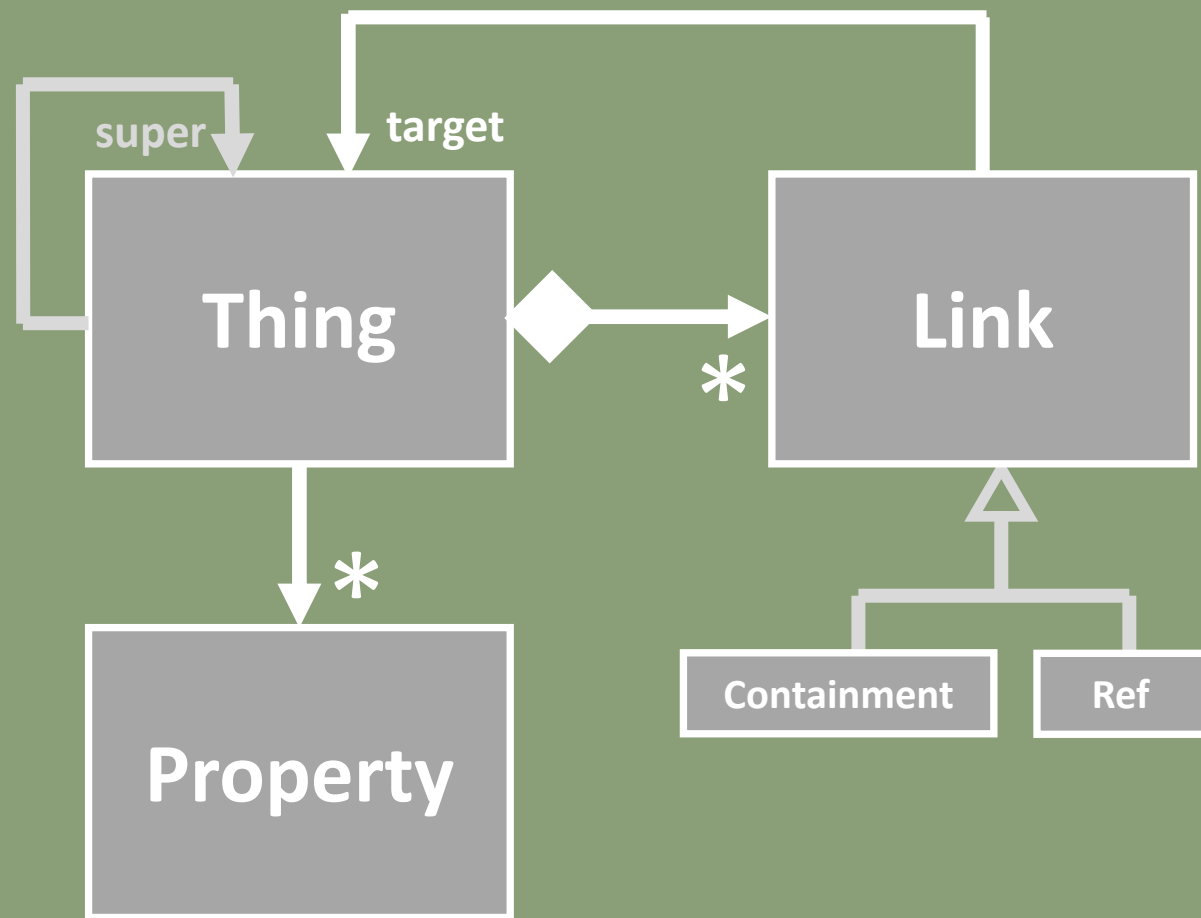 super
target
Thing
Link
*
*
Containment
Ref
Property